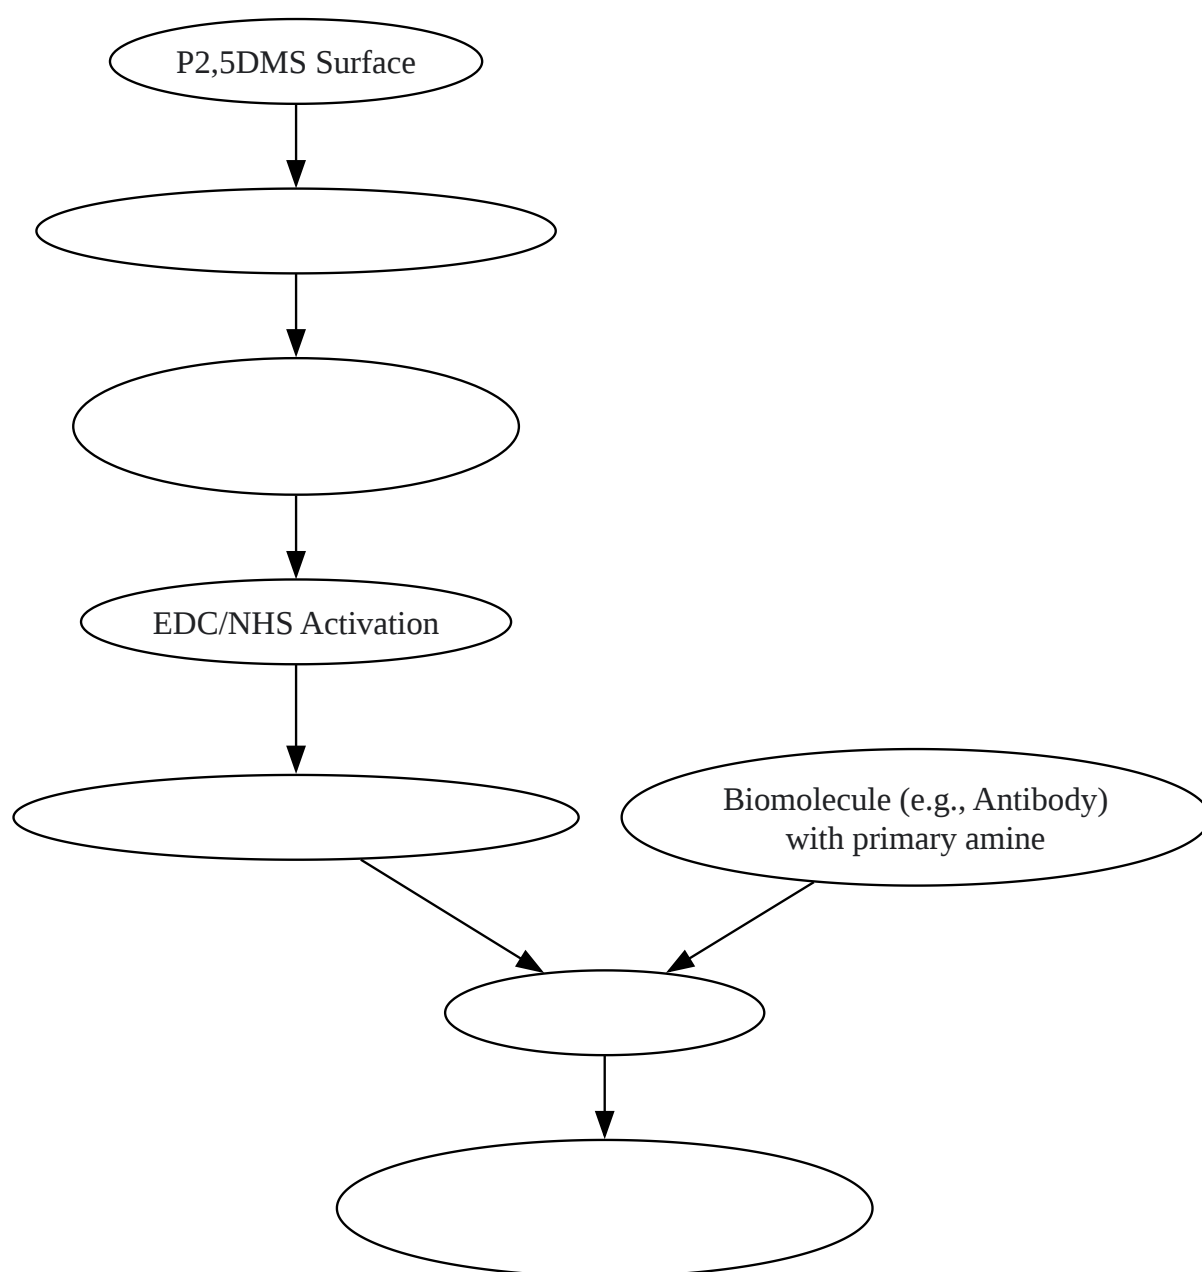 P2,5DMS Surface
EDC/NHS Activation
Biomolecule (e.g., Antibody)
with primary amine